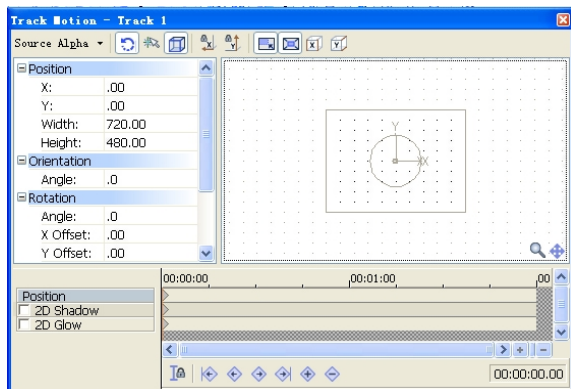 Track Motion - Track 1
Source Alpha
Position
X: .00
Y: .00
Width: 720.00
Height: 480.00
Orientation
Angle: .0
Rotation
Angle: .0
X Offset: .00
Y Offset: .00
Y
X
00:00:00 00:01:00 ,00
Position
2D Shadow
2D Glow
00:00:00.00